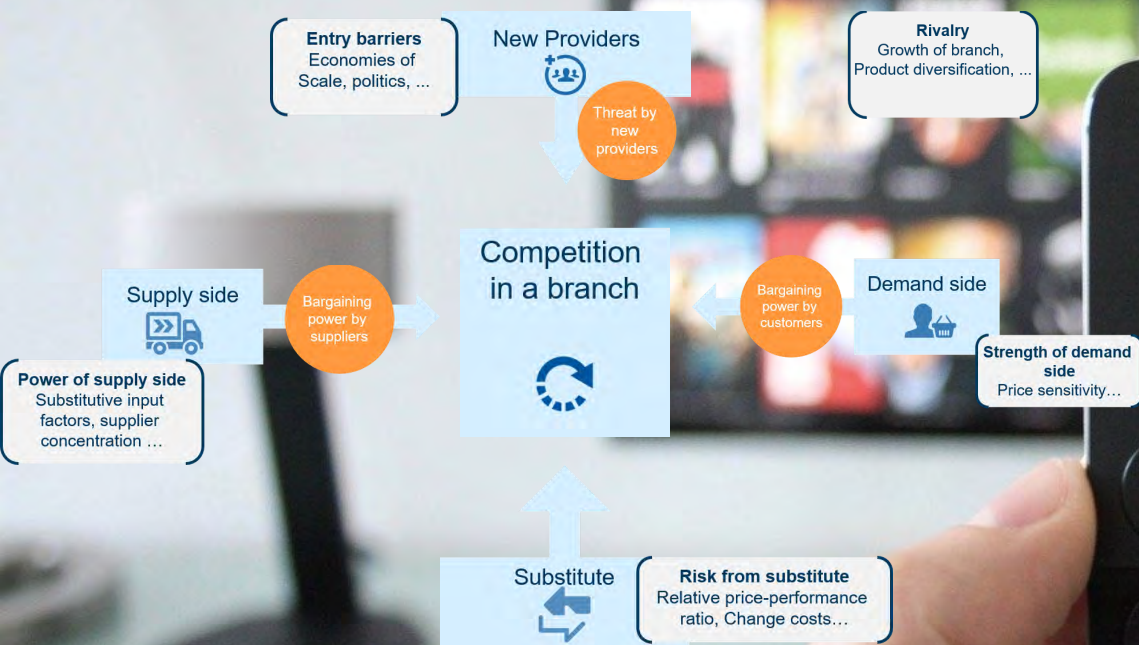 Entry barriers
Economies of
Scale, politics, ...
New Providers
Rivalry
Growth of branch,
Product diversification, ...
Threat by
new
providers
Competition
in a branch
Supply side
Bargaining
power by
suppliers
Bargaining
power by
customers
Demand side
Power of supply side
Substitutive input
factors, supplier
concentration …
Strength of demand
side
Price sensitivity…
Substitute
Risk from substitute
Relative price-performance
ratio, Change costs…